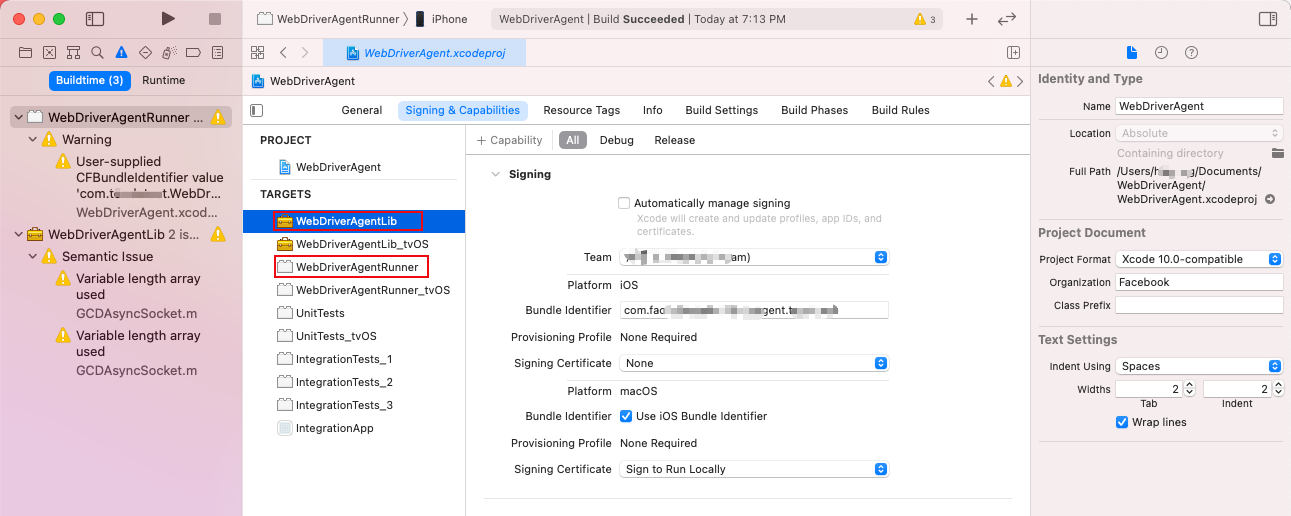 WebDriverAgentRunner
iPhone
WebDriverAgent | Build Succeeded | Today at 7:13 PM
3
Buildtime (3)
Runtime
WebDriverAgentRunner ...
Warning
User-supplied
CFBundleIdentifier value
'com.t t.WebDr...
WebDriverAgent.xcod...
WebDriverAgentLib 2 is...
Semantic Issue
Variable length array
used
GCDAsyncSocket.m
Variable length array
used
GCDAsyncSocket.m
WebDriverAgent.xcodeproj
WebDriverAgent
General
Signing & Capabilities
Resource Tags
Info
Build Settings
Build Phases
Build Rules
PROJECT
WebDriverAgent
TARGETS
WebDriverAgentLib
WebDriverAgentLib_tvOS
WebDriverAgentRunner
WebDriverAgentRunner_tvOS
UnitTests
UnitTests_tvOS
IntegrationTests_1
IntegrationTests_2
IntegrationTests_3
IntegrationApp
+ Capability
All
Debug
Release
Signing
Automatically manage signing
Xcode will create and update profiles, app IDs, and
certificates.
Team am)
Platform iOS
Bundle Identifier com.fac gent.t
Provisioning Profile None Required
Signing Certificate None
Platform macOS
Bundle Identifier Use iOS Bundle Identifier
Provisioning Profile None Required
Signing Certificate Sign to Run Locally
Identity and Type
Name WebDriverAgent
Location Absolute
Containing directory
Full Path /Users/h g/Documents/
WebDriverAgent/
WebDriverAgent.xcodeproj
Project Document
Project Format Xcode 10.0-compatible
Organization Facebook
Class Prefix
Text Settings
Indent Using Spaces
Widths 2 2
Tab Indent
Wrap lines